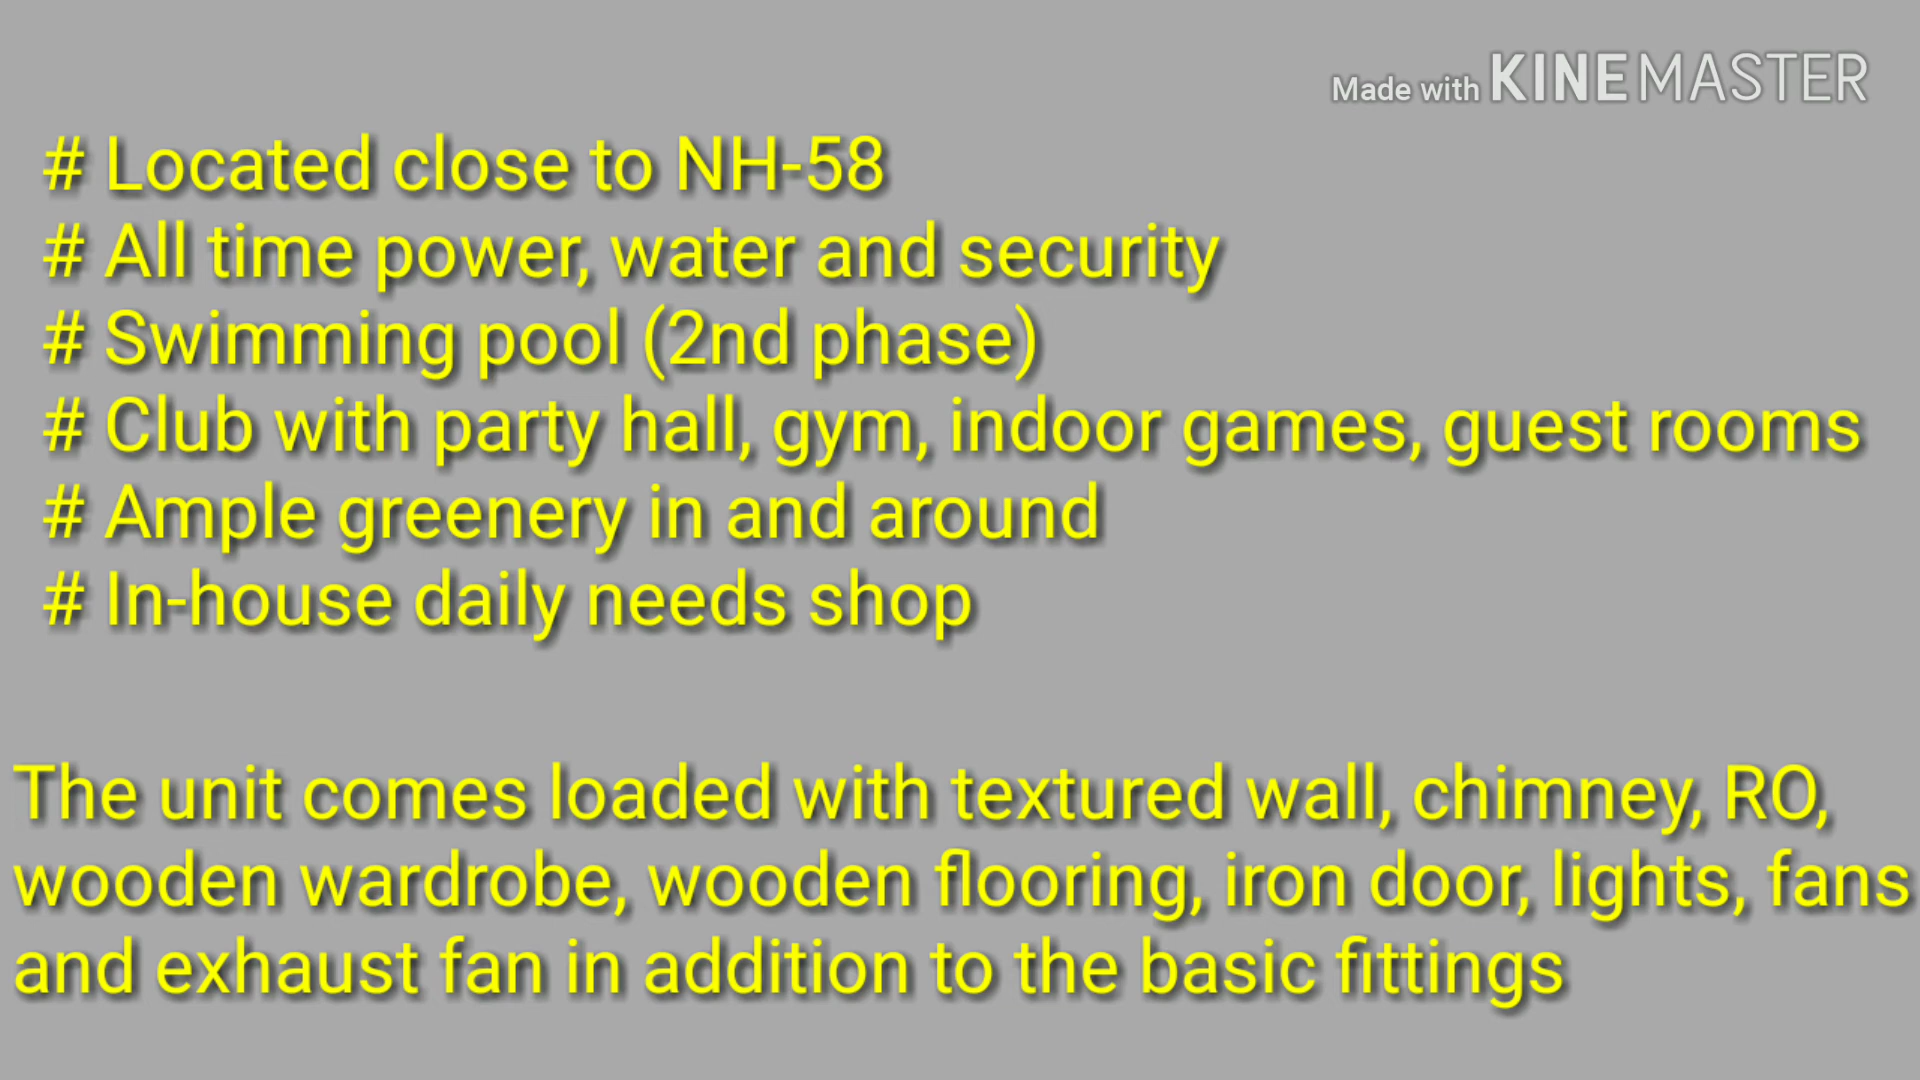 Made with KINEMASTER
# Located close to NH-58
# All time power, water and security
# Swimming pool (2nd phase)
# Club with party hall, gym, indoor games, guest rooms
# Ample greenery in and around
# In-house daily needs shop
The unit comes loaded with textured wall, chimney, RO,
wooden wardrobe, wooden flooring, iron door, lights, fans
and exhaust fan in addition to the basic fittings